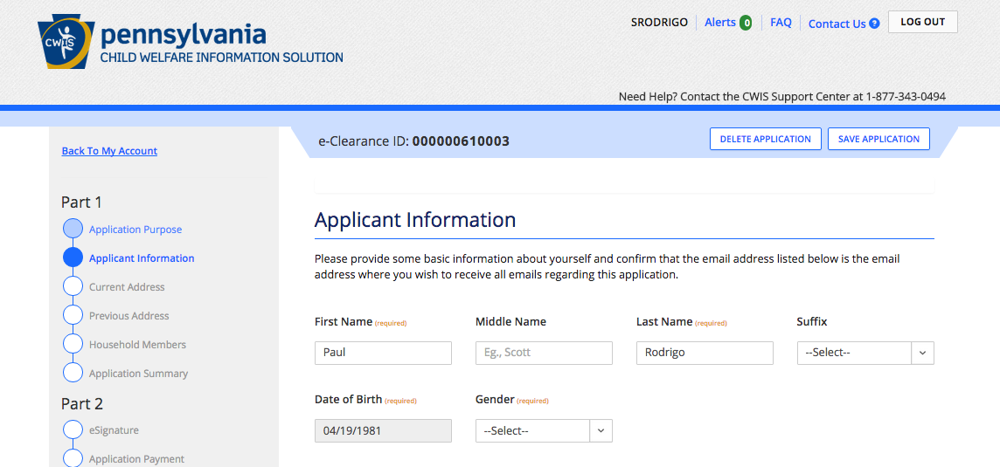 SRODRIGO Alerts 0 FAQ Contact Us ? LOG OUT
CWIS
pennsylvania
CHILD WELFARE INFORMATION SOLUTION
Need Help? Contact the CWIS Support Center at 1-877-343-0494
Back To My Account
Part 1
Application Purpose
Applicant Information
Current Address
Previous Address
Household Members
Application Summary
Part 2
eSignature
Application Payment
e-Clearance ID: 000000610003
DELETE APPLICATION SAVE APPLICATION
Applicant Information
Please provide some basic information about yourself and confirm that the email address listed below is the email
address where you wish to receive all emails regarding this application.
First Name (required) Middle Name Last Name (required) Suffix
Paul Eg., Scott Rodrigo --Select--
Date of Birth (required) Gender (required)
04/19/1981 --Select--